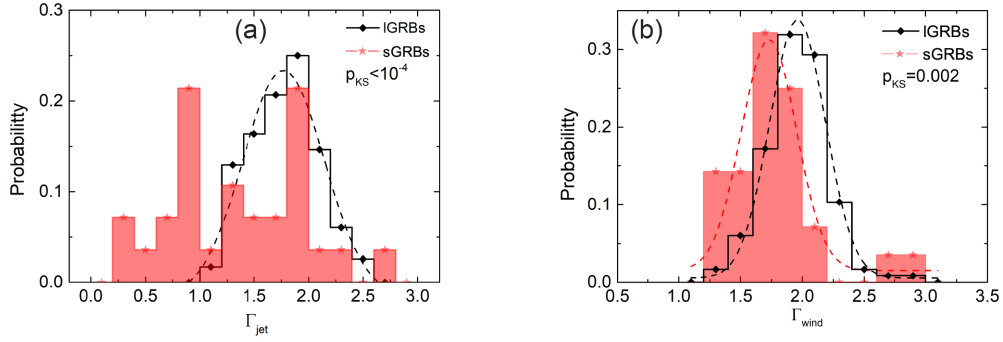 (a)
lGRBs
sGRBs
p_KS<10^-4
Probabilitty
0.3
0.2
0.1
0.0
0.0 0.5 1.0 1.5 2.0 2.5 3.0
Γ_jet
(b)
lGRBs
sGRBs
p_KS=0.002
Probabilitty
0.3
0.2
0.1
0.0
0.5 1.0 1.5 2.0 2.5 3.0 3.5
Γ_wind